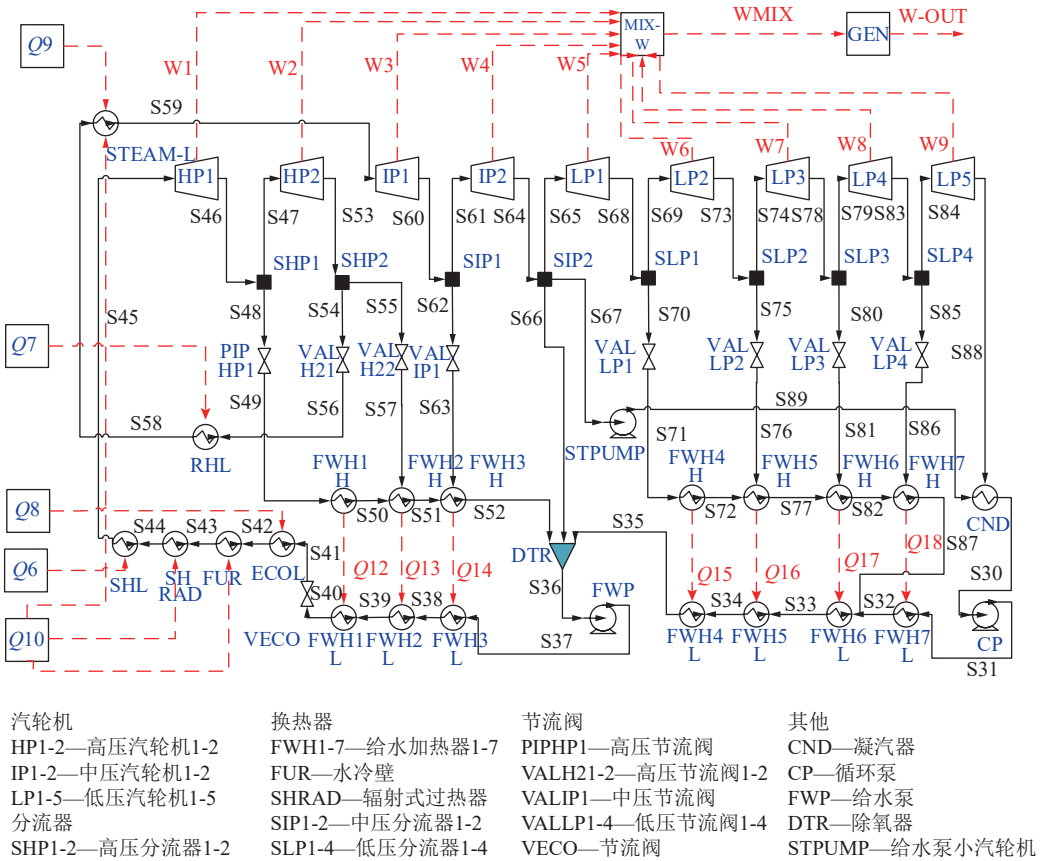 WMIX
W-OUT
MIX-
W
GEN
Q9
W1
W2
W3
W4
W5
S59
STEAM-L
W6
W7
W8
W9
HP1
HP2
IP1
IP2
LP1
LP2
LP3
LP4
LP5
S46
S47
S53
S60
S61
S64
S65
S68
S69
S73
S74
S78
S79
S83
S84
SHP1
SHP2
SIP1
SIP2
SLP1
SLP2
SLP3
SLP4
S45
S48
S54
S55
S62
S66
S67
S70
S75
S80
S85
S88
Q7
PIP
HP1
VAL
H21
VAL
H22
VAL
IP1
VAL
LP1
VAL
LP2
VAL
LP3
VAL
LP4
S49
S56
S57
S63
S89
S58
RHL
STPUMP
S71
S76
S81
S86
FWH1
H
FWH2
H
FWH3
H
FWH4
H
FWH5
H
FWH6
H
FWH7
H
S50
S51
S52
S72
S77
S82
CND
Q8
S44
S43
S42
S41
S35
S87
S30
DTR
Q6
SHL
SH
RAD
FUR
ECOL
Q12
Q13
Q14
S36
FWP
Q15
Q16
Q17
Q18
S40
S39
S38
S34
S33
S32
Q10
VECO
FWH1
L
FWH2
L
FWH3
L
S37
FWH4
L
FWH5
L
FWH6
L
FWH7
L
CP
S31
汽轮机
HP1-2—高压汽轮机1-2
IP1-2—中压汽轮机1-2
LP1-5—低压汽轮机1-5
分流器
SHP1-2—高压分流器1-2
换热器
FWH1-7—给水加热器1-7
FUR—水冷壁
SHRAD—辐射式过热器
SIP1-2—中压分流器1-2
SLP1-4—低压分流器1-4
节流阀
PIPHP1—高压节流阀
VALH21-2—高压节流阀1-2
VALIP1—中压节流阀
VALLP1-4—低压节流阀1-4
VECO—节流阀
其他
CND—凝汽器
CP—循环泵
FWP—给水泵
DTR—除氧器
STPUMP—给水泵小汽轮机